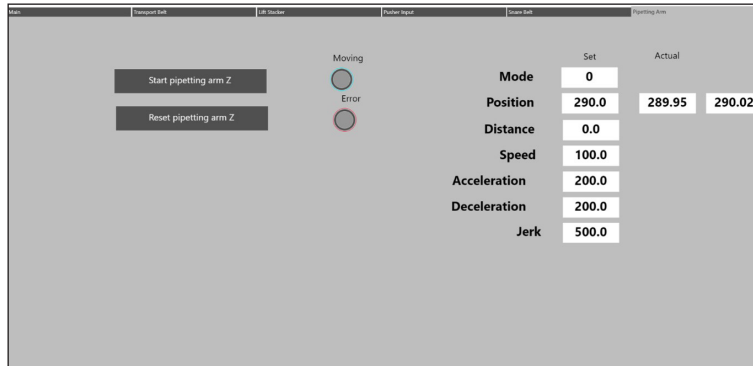 Main Transport Belt Lift Stacker Pusher Input Snare Belt Pipetting Arm
Set Actual
Moving
Start pipetting arm Z
Mode 0
Error
Position 290.0 289.95 290.02
Reset pipetting arm Z
Distance 0.0
Speed 100.0
Acceleration 200.0
Deceleration 200.0
Jerk 500.0